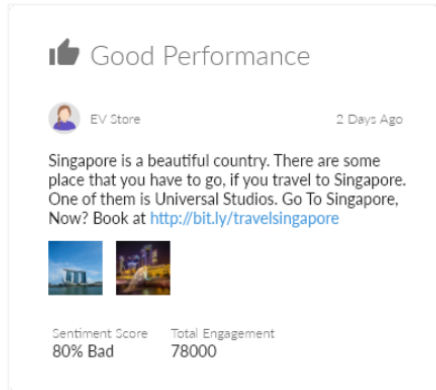 Good Performance
EV Store
2 Days Ago
Singapore is a beautiful country. There are some
place that you have to go, if you travel to Singapore.
One of them is Universal Studios. Go To Singapore,
Now? Book at http://bit.ly/travelsingapore
Sentiment Score
Total Engagement
80% Bad
78000